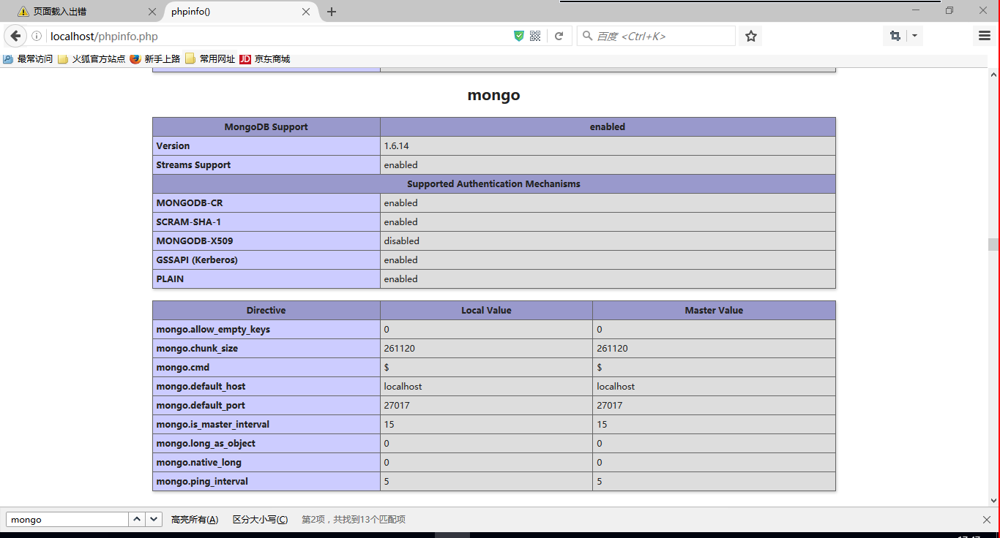 页面载入出错
phpinfo()
localhost/phpinfo.php
百度 <Ctrl+K>
最常访问 火狐官方站点 新手上路 常用网址 JD 京东商城
mongo
MongoDB Support enabled
Version 1.6.14
Streams Support enabled
Supported Authentication Mechanisms
MONGODB-CR enabled
SCRAM-SHA-1 enabled
MONGODB-X509 disabled
GSSAPI (Kerberos) enabled
PLAIN enabled
Directive Local Value Master Value
mongo.allow_empty_keys 0 0
mongo.chunk_size 261120 261120
mongo.cmd $ $
mongo.default_host localhost localhost
mongo.default_port 27017 27017
mongo.is_master_interval 15 15
mongo.long_as_object 0 0
mongo.native_long 0 0
mongo.ping_interval 5 5
mongo 高亮所有(A) 区分大小写(C) 第2项，共找到13个匹配项